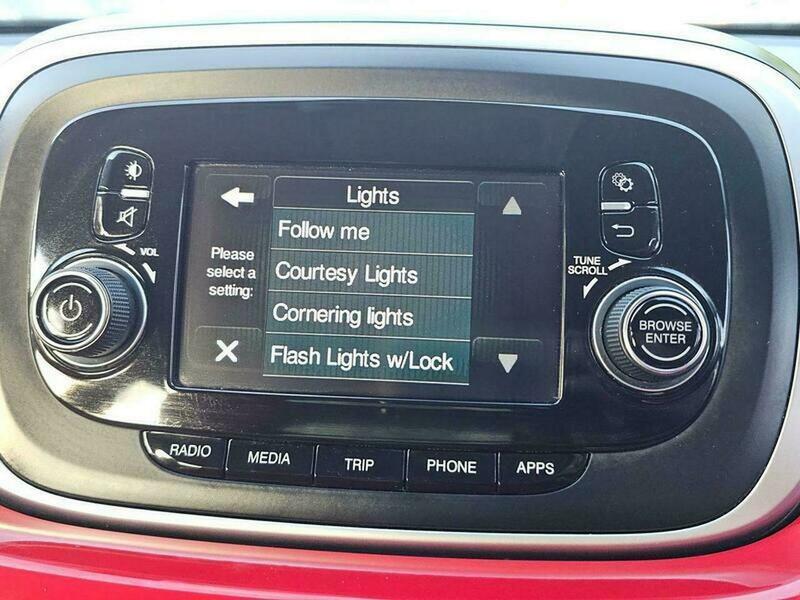 Lights
Please
select a
setting:
Follow me
Courtesy Lights
Cornering lights
Flash Lights w/Lock
VOL
TUNE
SCROLL
BROWSE
ENTER
RADIO
MEDIA
TRIP
PHONE
APPS